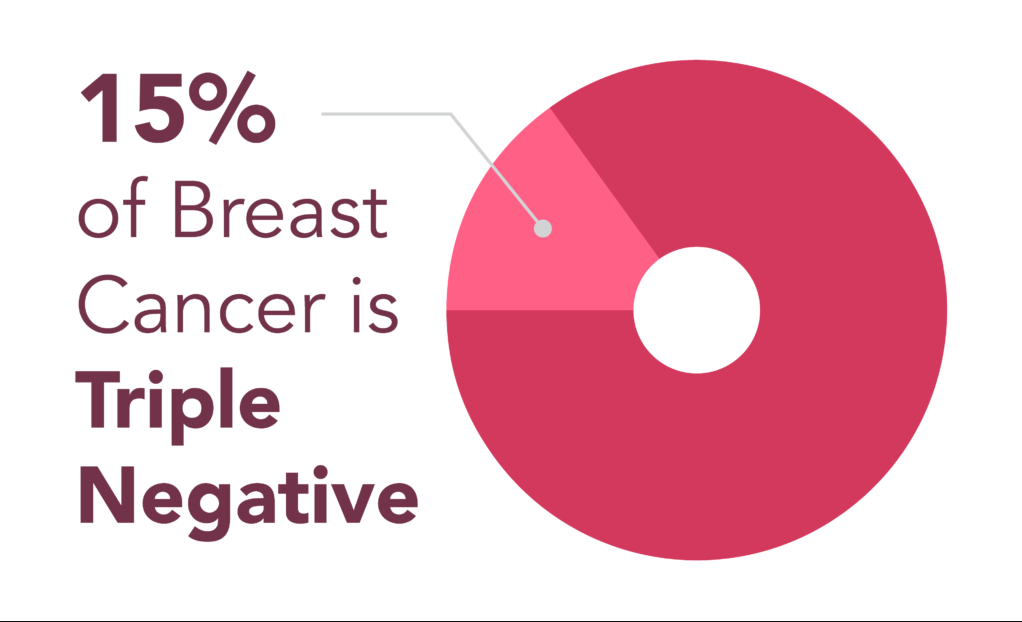 15%
of Breast
Cancer is
Triple
Negative